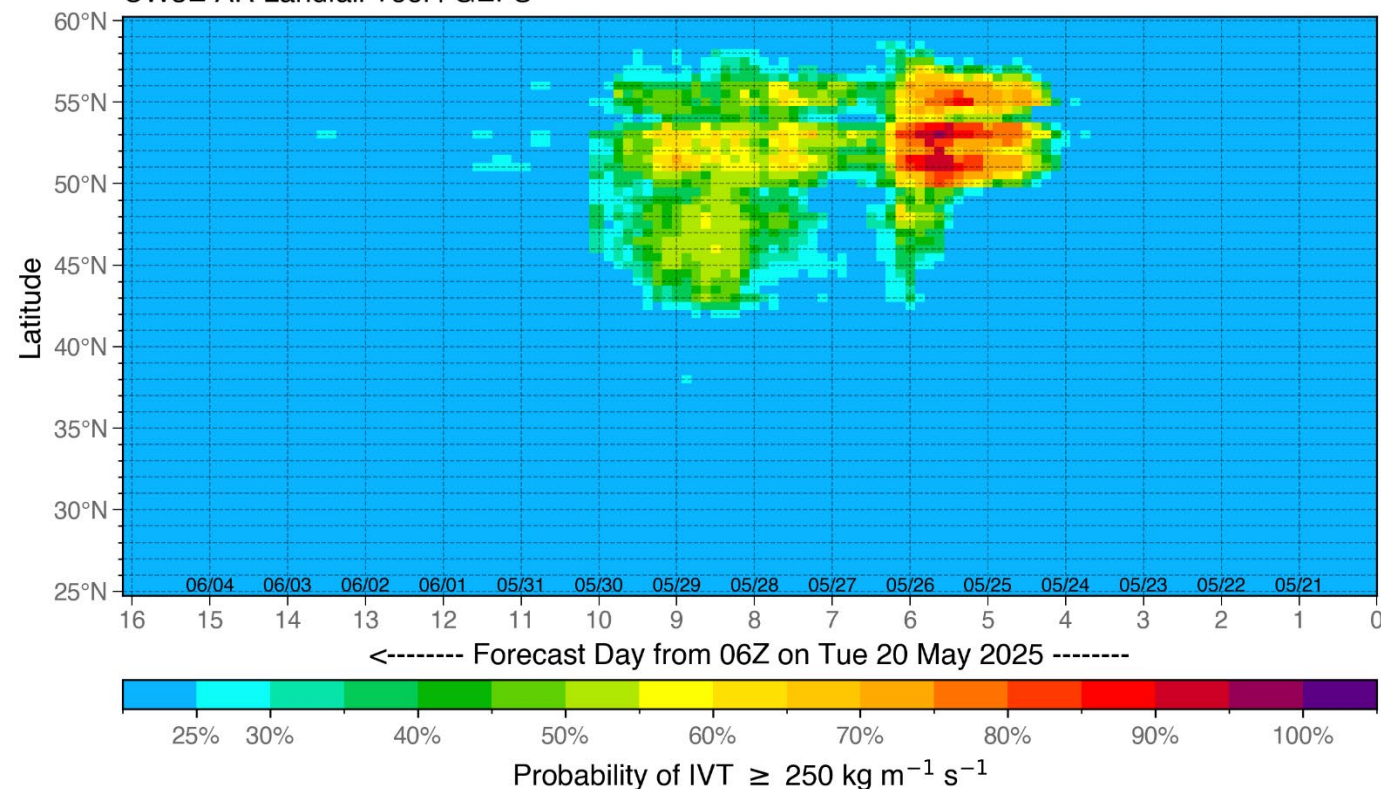 60°N
55°N
50°N
45°N
40°N
35°N
30°N
25°N
Latitude
06/04 06/03 06/02 06/01 05/31 05/30 05/29 05/28 05/27 05/26 05/25 05/24 05/23 05/22 05/21
16 15 14 13 12 11 10 9 8 7 6 5 4 3 2 1 0
<-------- Forecast Day from 06Z on Tue 20 May 2025 --------
25% 30% 40% 50% 60% 70% 80% 90% 100%
Probability of IVT ≥ 250 kg m⁻¹ s⁻¹